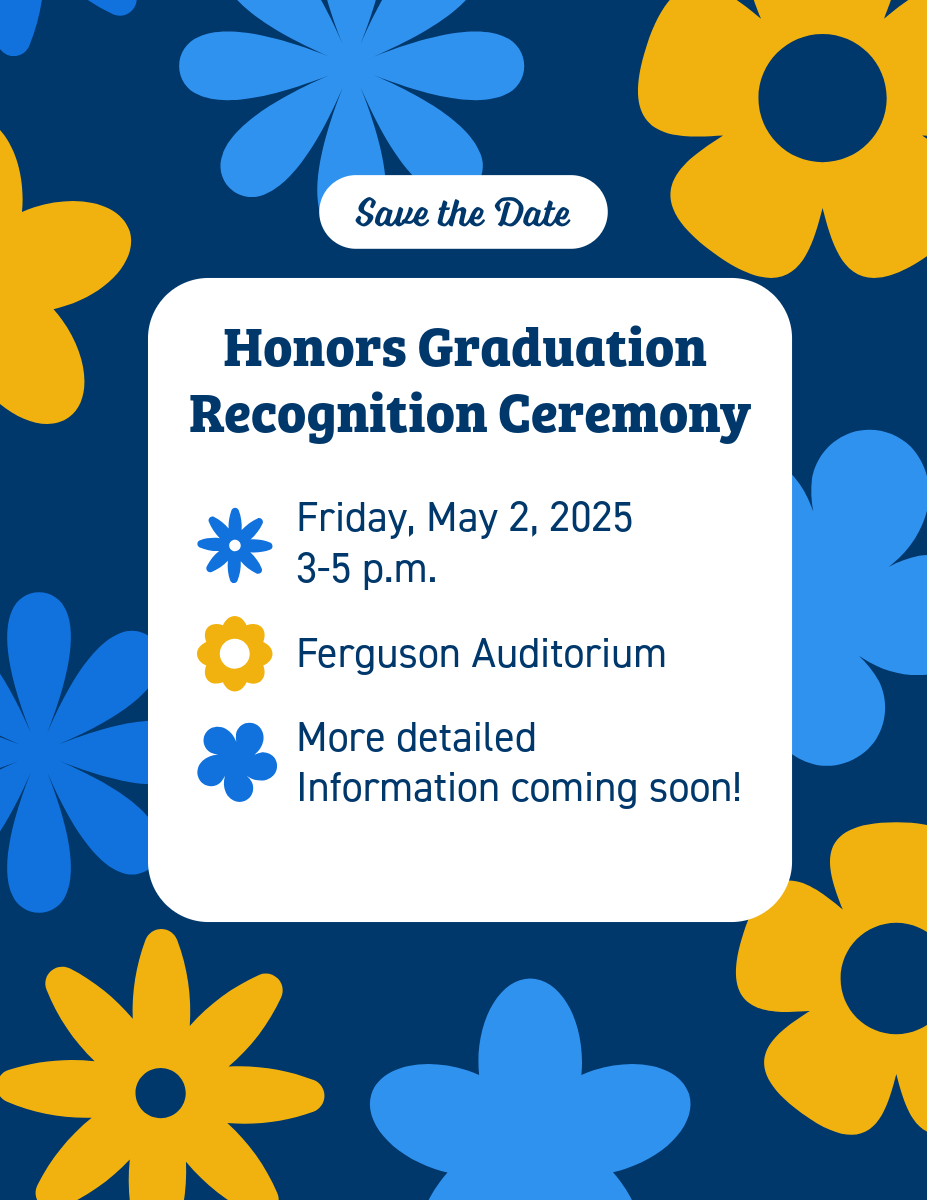 Save the Date
Honors Graduation
Recognition Ceremony
Friday, May 2, 2025
3-5 p.m.
Ferguson Auditorium
More detailed
Information coming soon!